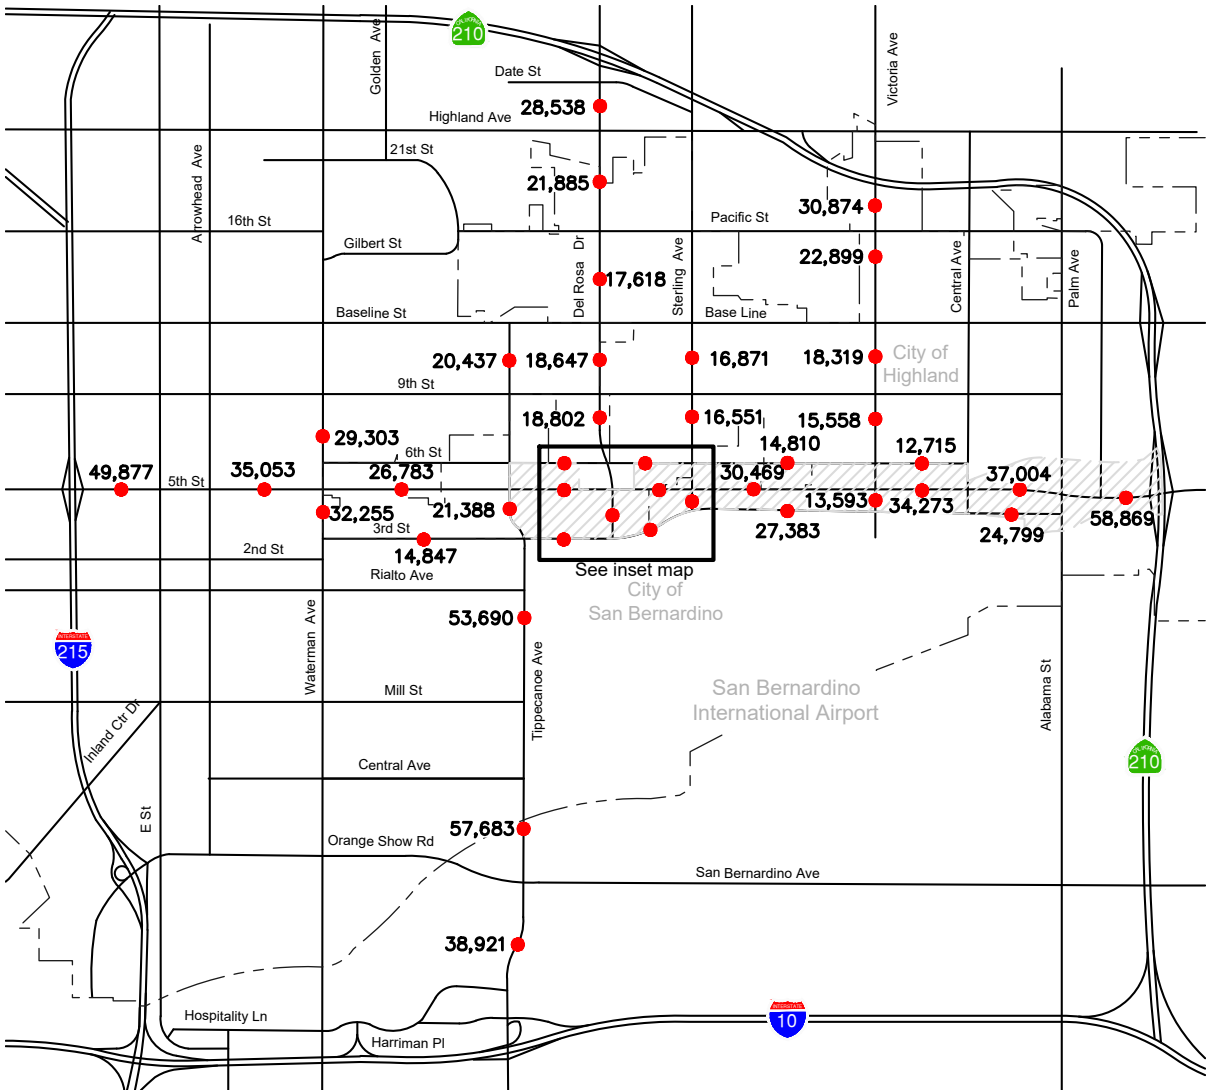 CALIFORNIA
210
Golden Ave
Victoria Ave
Date St
28,538
Highland Ave
21st St
Arrowhead Ave
21,885
30,874
16th St
Pacific St
Gilbert St
Del Rosa Dr
Sterling Ave
22,899
Central Ave
Palm Ave
17,618
Baseline St
Base Line
20,437
18,647
16,871
18,319
City of
Highland
9th St
18,802
16,551
15,558
29,303
14,810
12,715
6th St
49,877
35,053
26,783
30,469
37,004
5th St
32,255
21,388
13,593
34,273
58,869
3rd St
27,383
24,799
2nd St
14,847
See inset map
Rialto Ave
City of
San Bernardino
53,690
Waterman Ave
Tippecanoe Ave
INTERSTATE
215
Mill St
San Bernardino
International Airport
Alabama St
Inland Ctr Dr
Central Ave
CALIFORNIA
210
E St
57,683
Orange Show Rd
San Bernardino Ave
38,921
Hospitality Ln
INTERSTATE
10
Harriman Pl